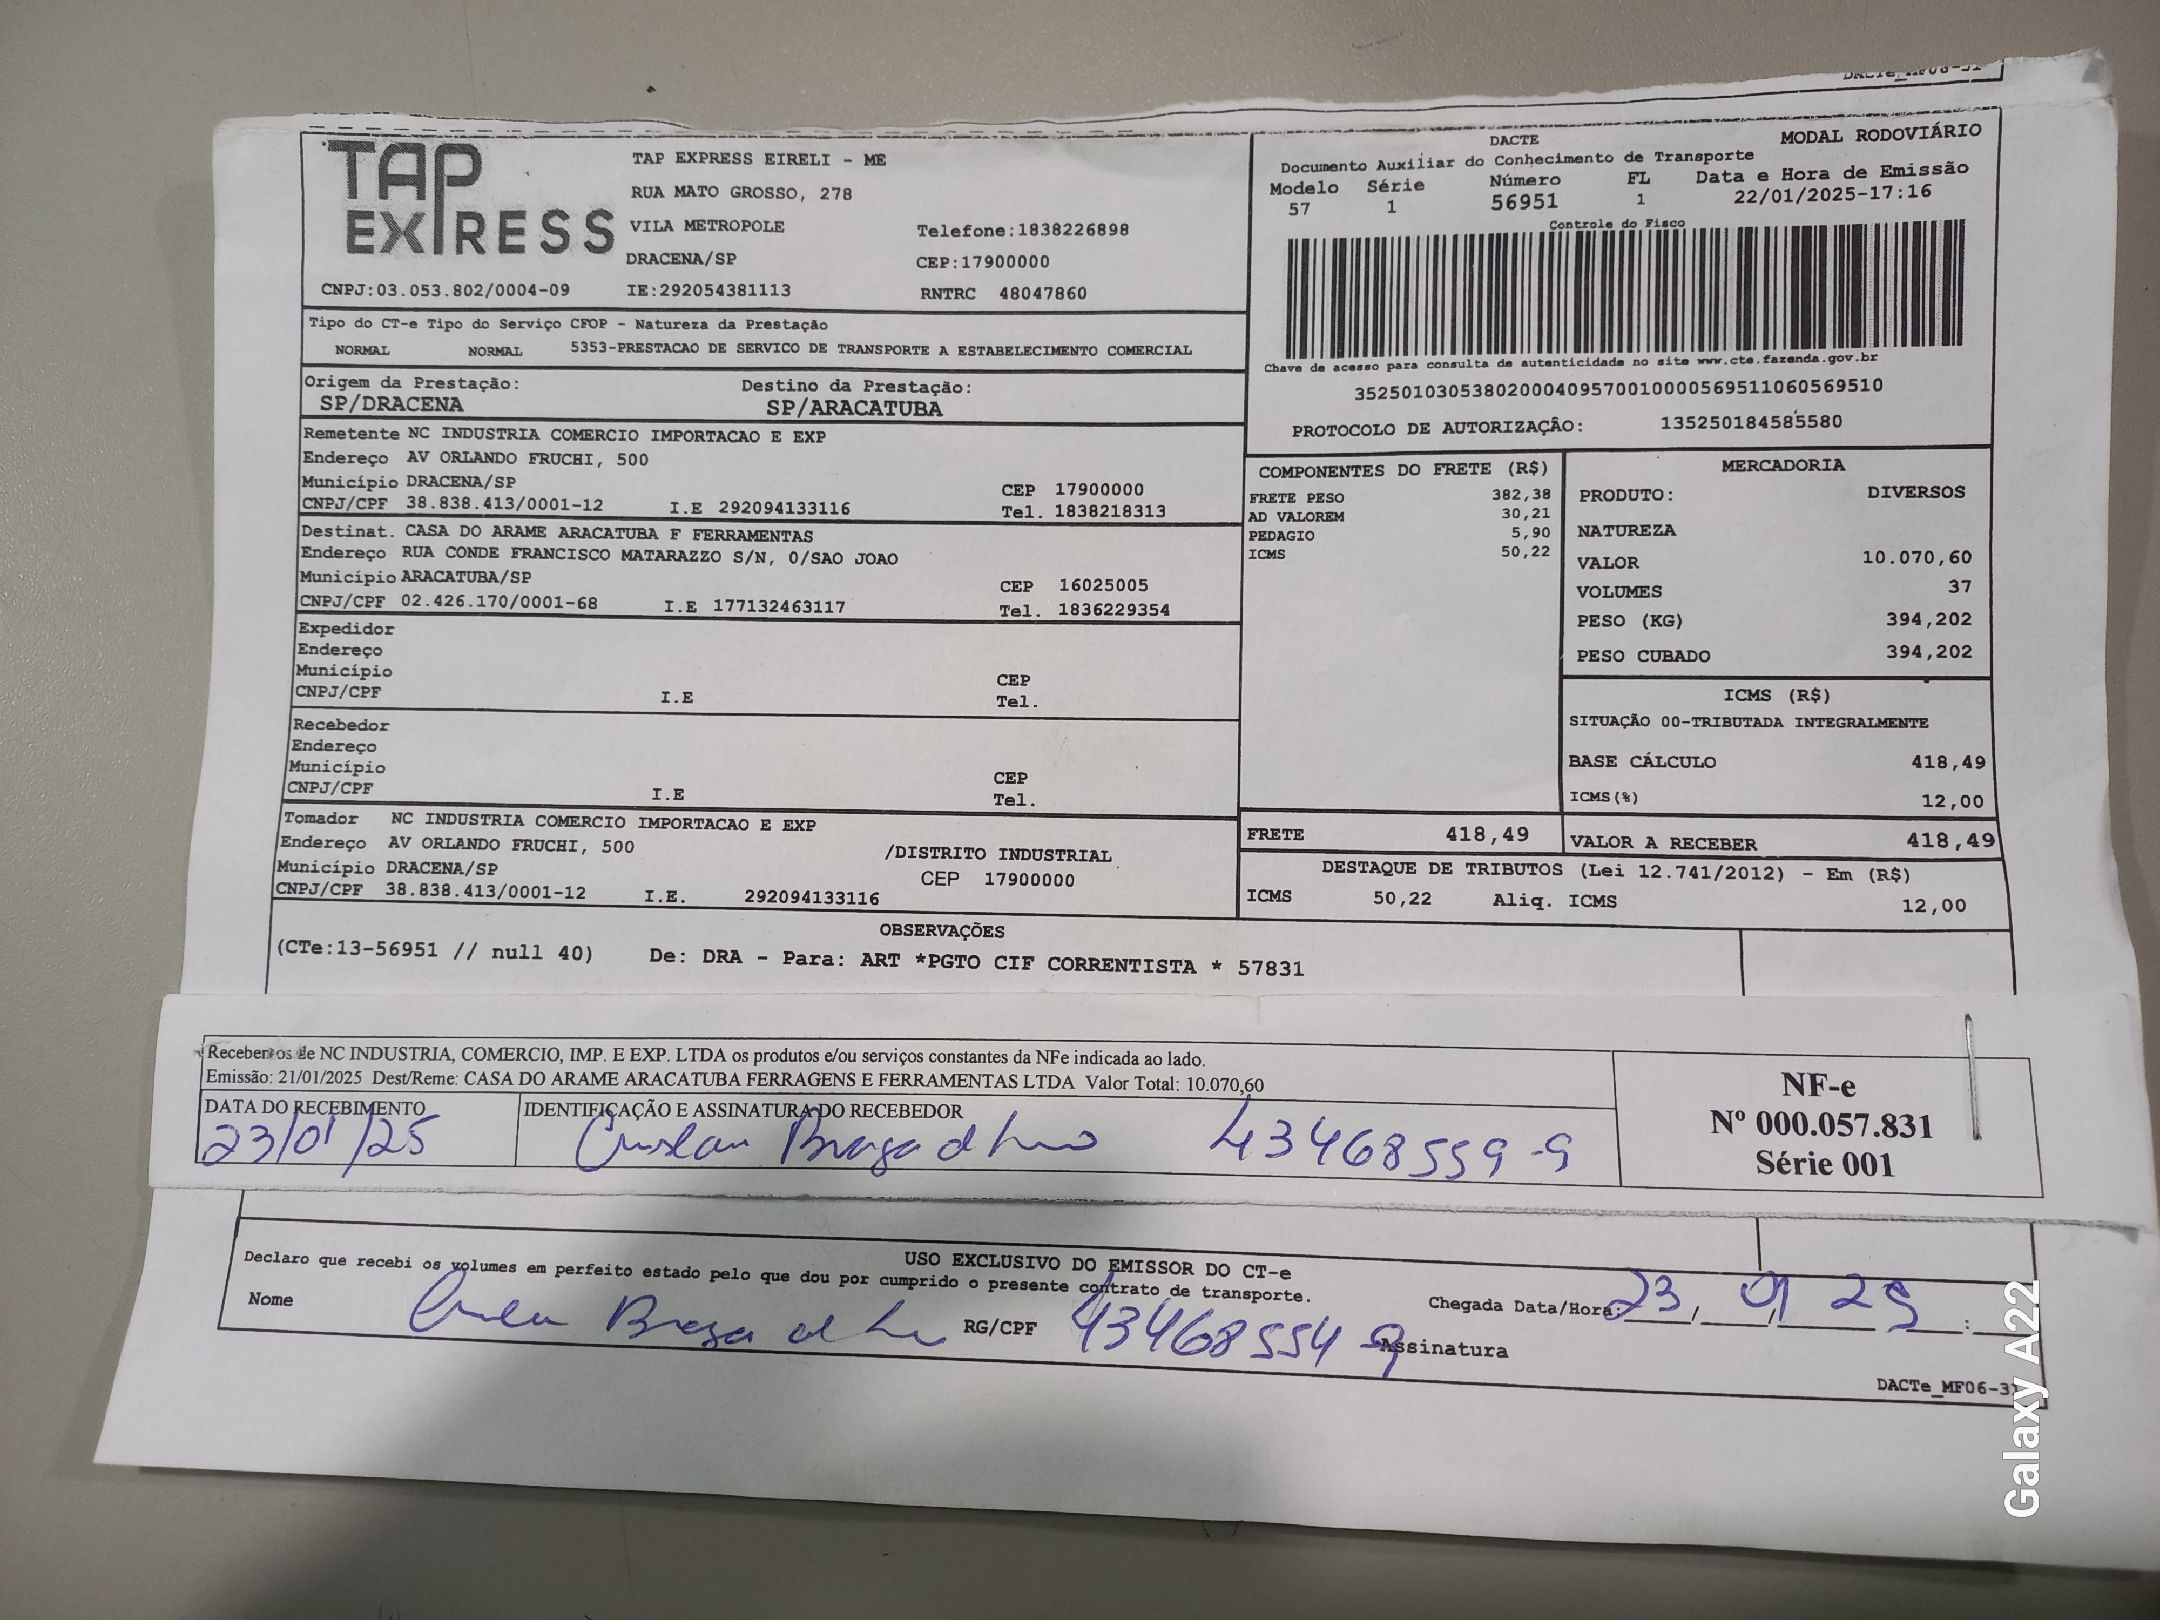 DACTe_MF06-31
TAP EXPRESS
TAP EXPRESS EIRELI - ME
RUA MATO GROSSO, 278
VILA METROPOLE
Telefone:1838226898
DRACENA/SP
CEP:17900000
CNPJ:03.053.802/0004-09
IE:292054381113
RNTRC 48047860
DACTE
MODAL RODOVIÁRIO
Documento Auxiliar do Conhecimento de Transporte
Modelo Série Número FL Data e Hora de Emissão
57 1 56951 1 22/01/2025-17:16
Controle do Fisco
Chave de acesso para consulta de autenticidade no site www.cte.fazenda.gov.br
35250103053802000409570010000569511060569510
PROTOCOLO DE AUTORIZAÇÂO: 135250184585580
Tipo do CT-e Tipo do Serviço CFOP - Natureza da Prestação
NORMAL NORMAL 5353-PRESTACAO DE SERVICO DE TRANSPORTE A ESTABELECIMENTO COMERCIAL
Origem da Prestação: Destino da Prestação:
SP/DRACENA SP/ARACATUBA
Remetente NC INDUSTRIA COMERCIO IMPORTACAO E EXP
Endereço AV ORLANDO FRUCHI, 500
Município DRACENA/SP CEP 17900000
CNPJ/CPF 38.838.413/0001-12 I.E 292094133116 Tel. 1838218313
Destinat. CASA DO ARAME ARACATUBA F FERRAMENTAS
Endereço RUA CONDE FRANCISCO MATARAZZO S/N, 0/SAO JOAO
Município ARACATUBA/SP CEP 16025005
CNPJ/CPF 02.426.170/0001-68 I.E 177132463117 Tel. 1836229354
Expedidor
Endereço
Município CEP
CNPJ/CPF I.E Tel.
Recebedor
Endereço
Município CEP
CNPJ/CPF I.E Tel.
Tomador NC INDUSTRIA COMERCIO IMPORTACAO E EXP
Endereço AV ORLANDO FRUCHI, 500 /DISTRITO INDUSTRIAL
Município DRACENA/SP CEP 17900000
CNPJ/CPF 38.838.413/0001-12 I.E. 292094133116
COMPONENTES DO FRETE (R$)
FRETE PESO 382,38
AD VALOREM 30,21
PEDAGIO 5,90
ICMS 50,22
FRETE 418,49
MERCADORIA
PRODUTO: DIVERSOS
NATUREZA
VALOR 10.070,60
VOLUMES 37
PESO (KG) 394,202
PESO CUBADO 394,202
ICMS (R$)
SITUAÇÃO 00-TRIBUTADA INTEGRALMENTE
BASE CÁLCULO 418,49
ICMS(%) 12,00
VALOR A RECEBER 418,49
DESTAQUE DE TRIBUTOS (Lei 12.741/2012) - Em (R$)
ICMS 50,22 Aliq. ICMS 12,00
OBSERVAÇÕES
(CTe:13-56951 // null 40) De: DRA - Para: ART *PGTO CIF CORRENTISTA * 57831
Recebemos de NC INDUSTRIA, COMERCIO, IMP. E EXP. LTDA os produtos e/ou serviços constantes da NFe indicada ao lado.
Emissão: 21/01/2025 Dest/Reme: CASA DO ARAME ARACATUBA FERRAGENS E FERRAMENTAS LTDA Valor Total: 10.070,60
DATA DO RECEBIMENTO IDENTIFICAÇÃO E ASSINATURA DO RECEBEDOR
23/01/25 Braga 43468559-9
NF-e
Nº 000.057.831
Série 001
USO EXCLUSIVO DO EMISSOR DO CT-e
Declaro que recebi os volumes em perfeito estado pelo que dou por cumprido o presente contrato de transporte.
Nome Braga RG/CPF 43468554-9 Chegada Data/Hora: 23/01/25 :
Assinatura
DACTe_MF06-31
Galaxy A22